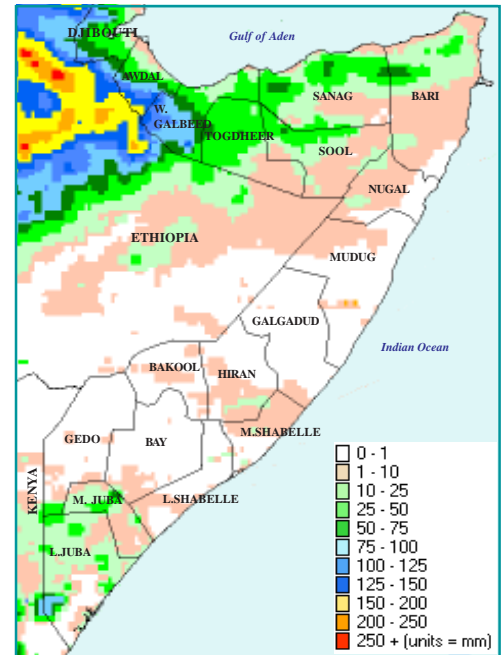 DJIBOUTI
Gulf of Aden
AWDAL
W.
GALBEED
TOGDHEER
SANAG
BARI
SOOL
NUGAL
ETHIOPIA
MUDUG
GALGADUD
Indian Ocean
BAKOOL
HIRAN
GEDO
BAY
M.SHABELLE
KENYA
M. JUBA
L.SHABELLE
L.JUBA
0 - 1
1 - 10
10 - 25
25 - 50
50 - 75
75 - 100
100 - 125
125 - 150
150 - 200
200 - 250
250 + (units = mm)